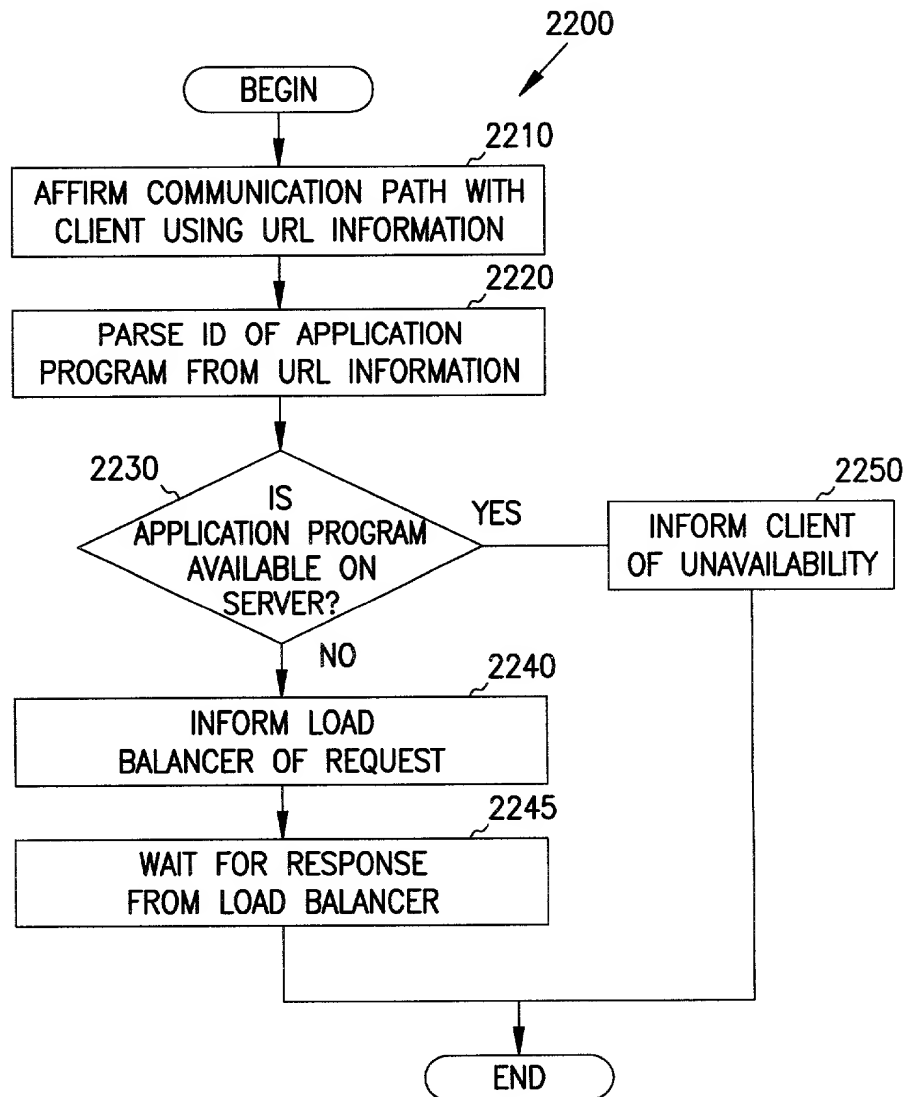 2200
BEGIN
2210
AFFIRM COMMUNICATION PATH WITH
CLIENT USING URL INFORMATION
2220
PARSE ID OF APPLICATION
PROGRAM FROM URL INFORMATION
2230
IS
APPLICATION PROGRAM
AVAILABLE ON
SERVER?
YES
2250
INFORM CLIENT
OF UNAVAILABILITY
NO
2240
INFORM LOAD
BALANCER OF REQUEST
2245
WAIT FOR RESPONSE
FROM LOAD BALANCER
END